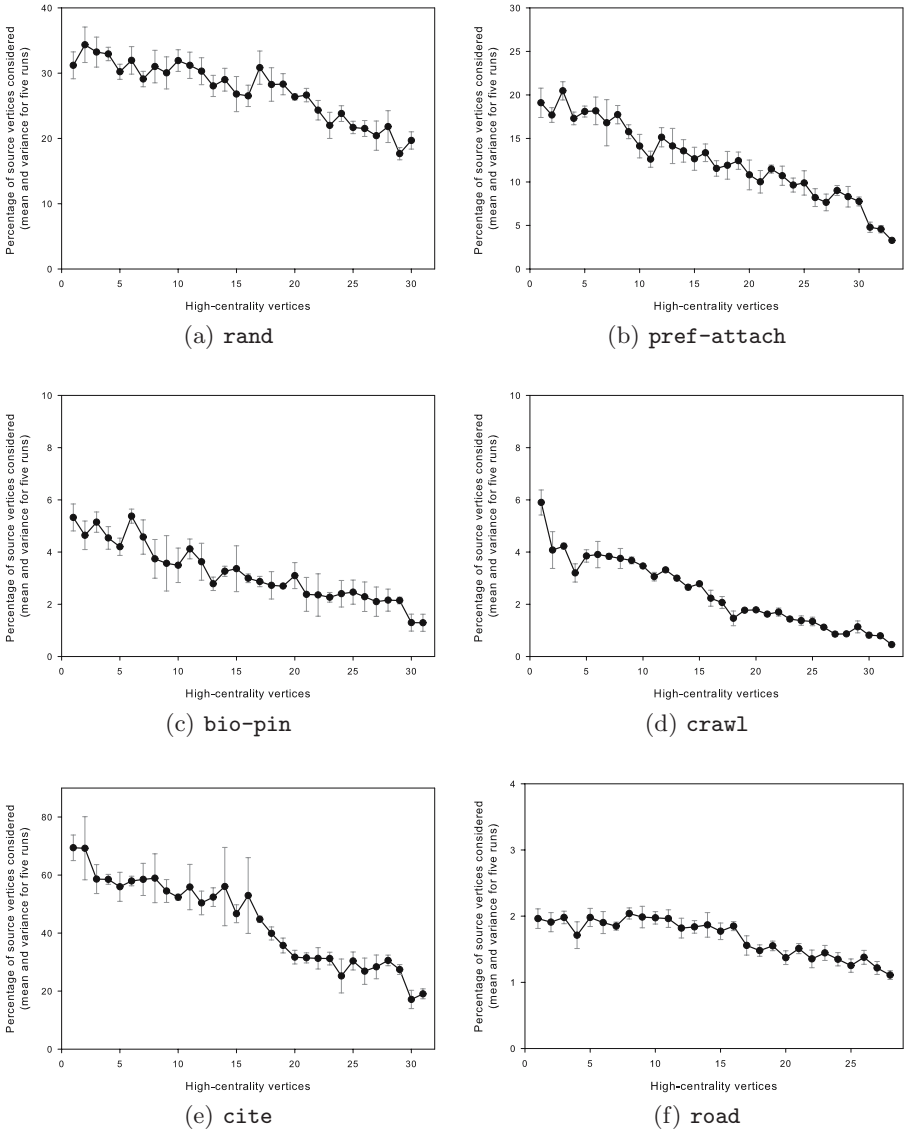 Percentage of source vertices considered
(mean and variance for five runs)
40
30
20
10
0
0 5 10 15 20 25 30
High-centrality vertices
(a) rand
Percentage of source vertices considered
(mean and variance for five runs)
30
25
20
15
10
5
0
0 5 10 15 20 25 30
High-centrality vertices
(b) pref-attach
Percentage of source vertices considered
(mean and variance for five runs)
10
8
6
4
2
0
0 5 10 15 20 25 30
High-centrality vertices
(c) bio-pin
Percentage of source vertices considered
(mean and variance for five runs)
10
8
6
4
2
0
0 5 10 15 20 25 30
High-centrality vertices
(d) crawl
Percentage of source vertices considered
(mean and variance for five runs)
80
60
40
20
0
0 5 10 15 20 25 30
High-centrality vertices
(e) cite
Percentage of source vertices considered
(mean and variance for five runs)
4
3
2
1
0
0 5 10 15 20 25
High-centrality vertices
(f) road